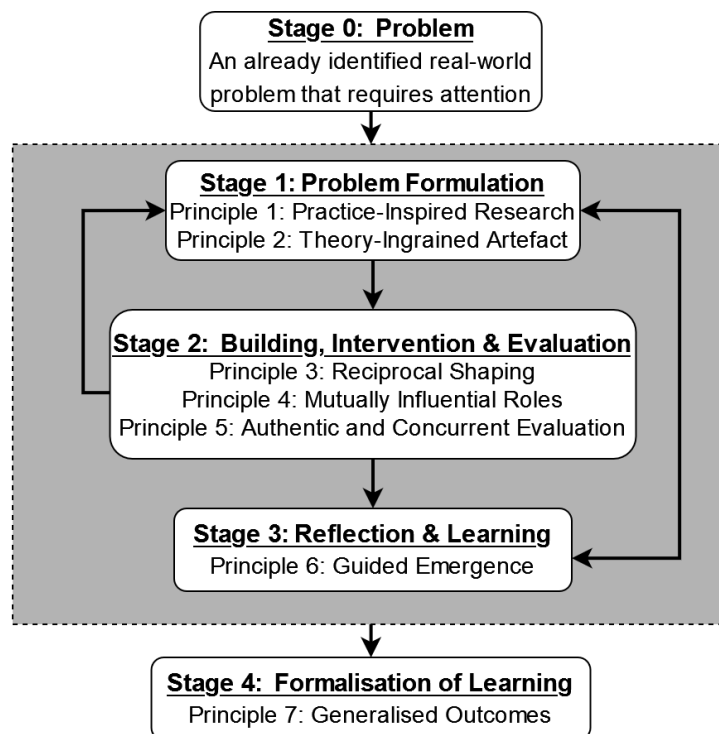 Stage 0:  Problem
An already identified real-world
problem that requires attention
Stage 1: Problem Formulation
Principle 1: Practice-Inspired Research
Principle 2: Theory-Ingrained Artefact
Stage 2:  Building, Intervention & Evaluation
Principle 3: Reciprocal Shaping
Principle 4: Mutually Influential Roles
Principle 5: Authentic and Concurrent Evaluation
Stage 3: Reflection & Learning
Principle 6: Guided Emergence
Stage 4:  Formalisation of Learning
Principle 7: Generalised Outcomes